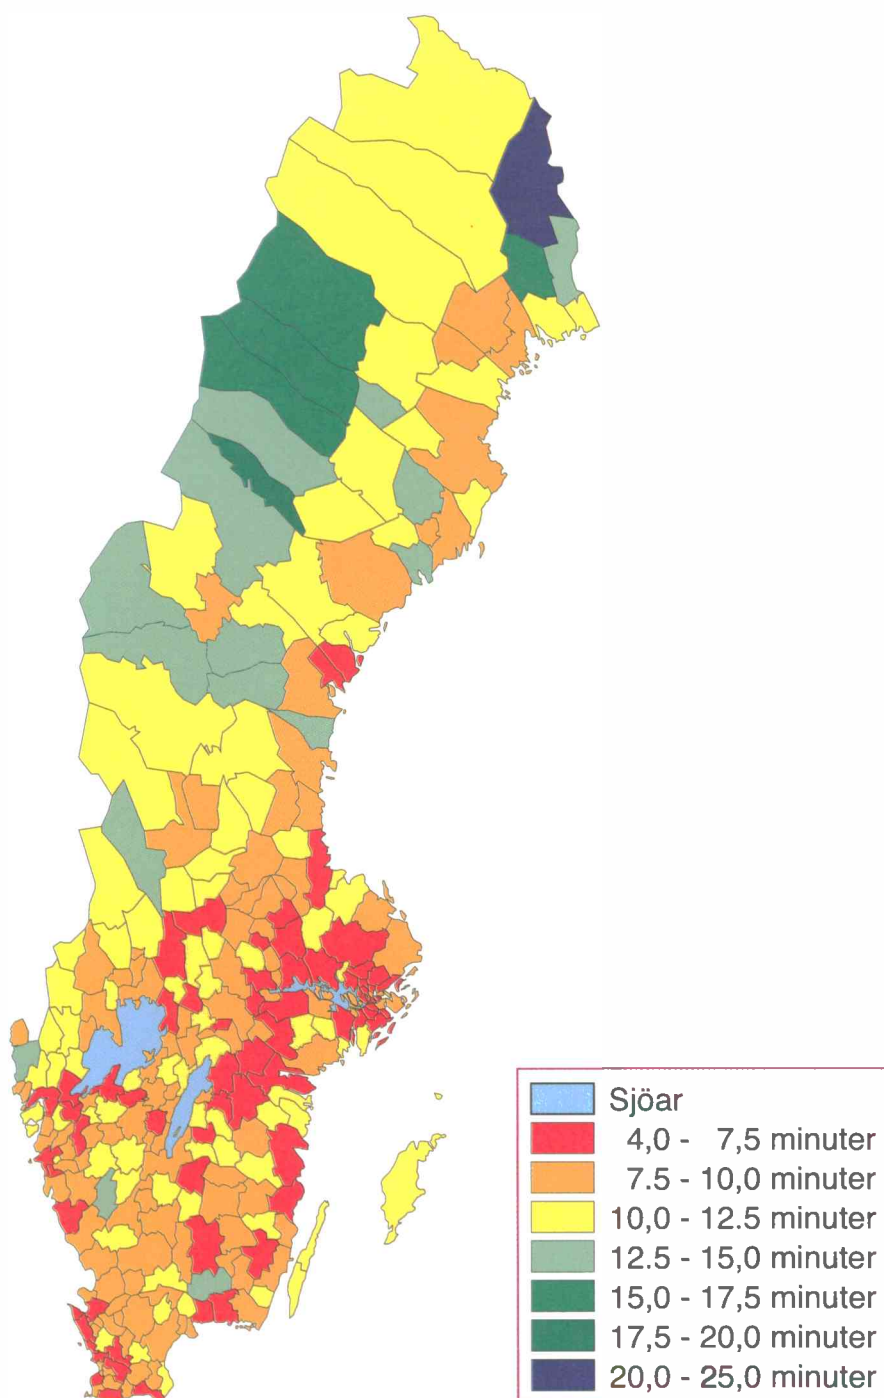 Sjöar
4,0 - 7,5 minuter
7.5 - 10,0 minuter
10,0 - 12.5 minuter
12.5 - 15,0 minuter
15,0 - 17,5 minuter
17,5 - 20,0 minuter
20,0 - 25,0 minuter